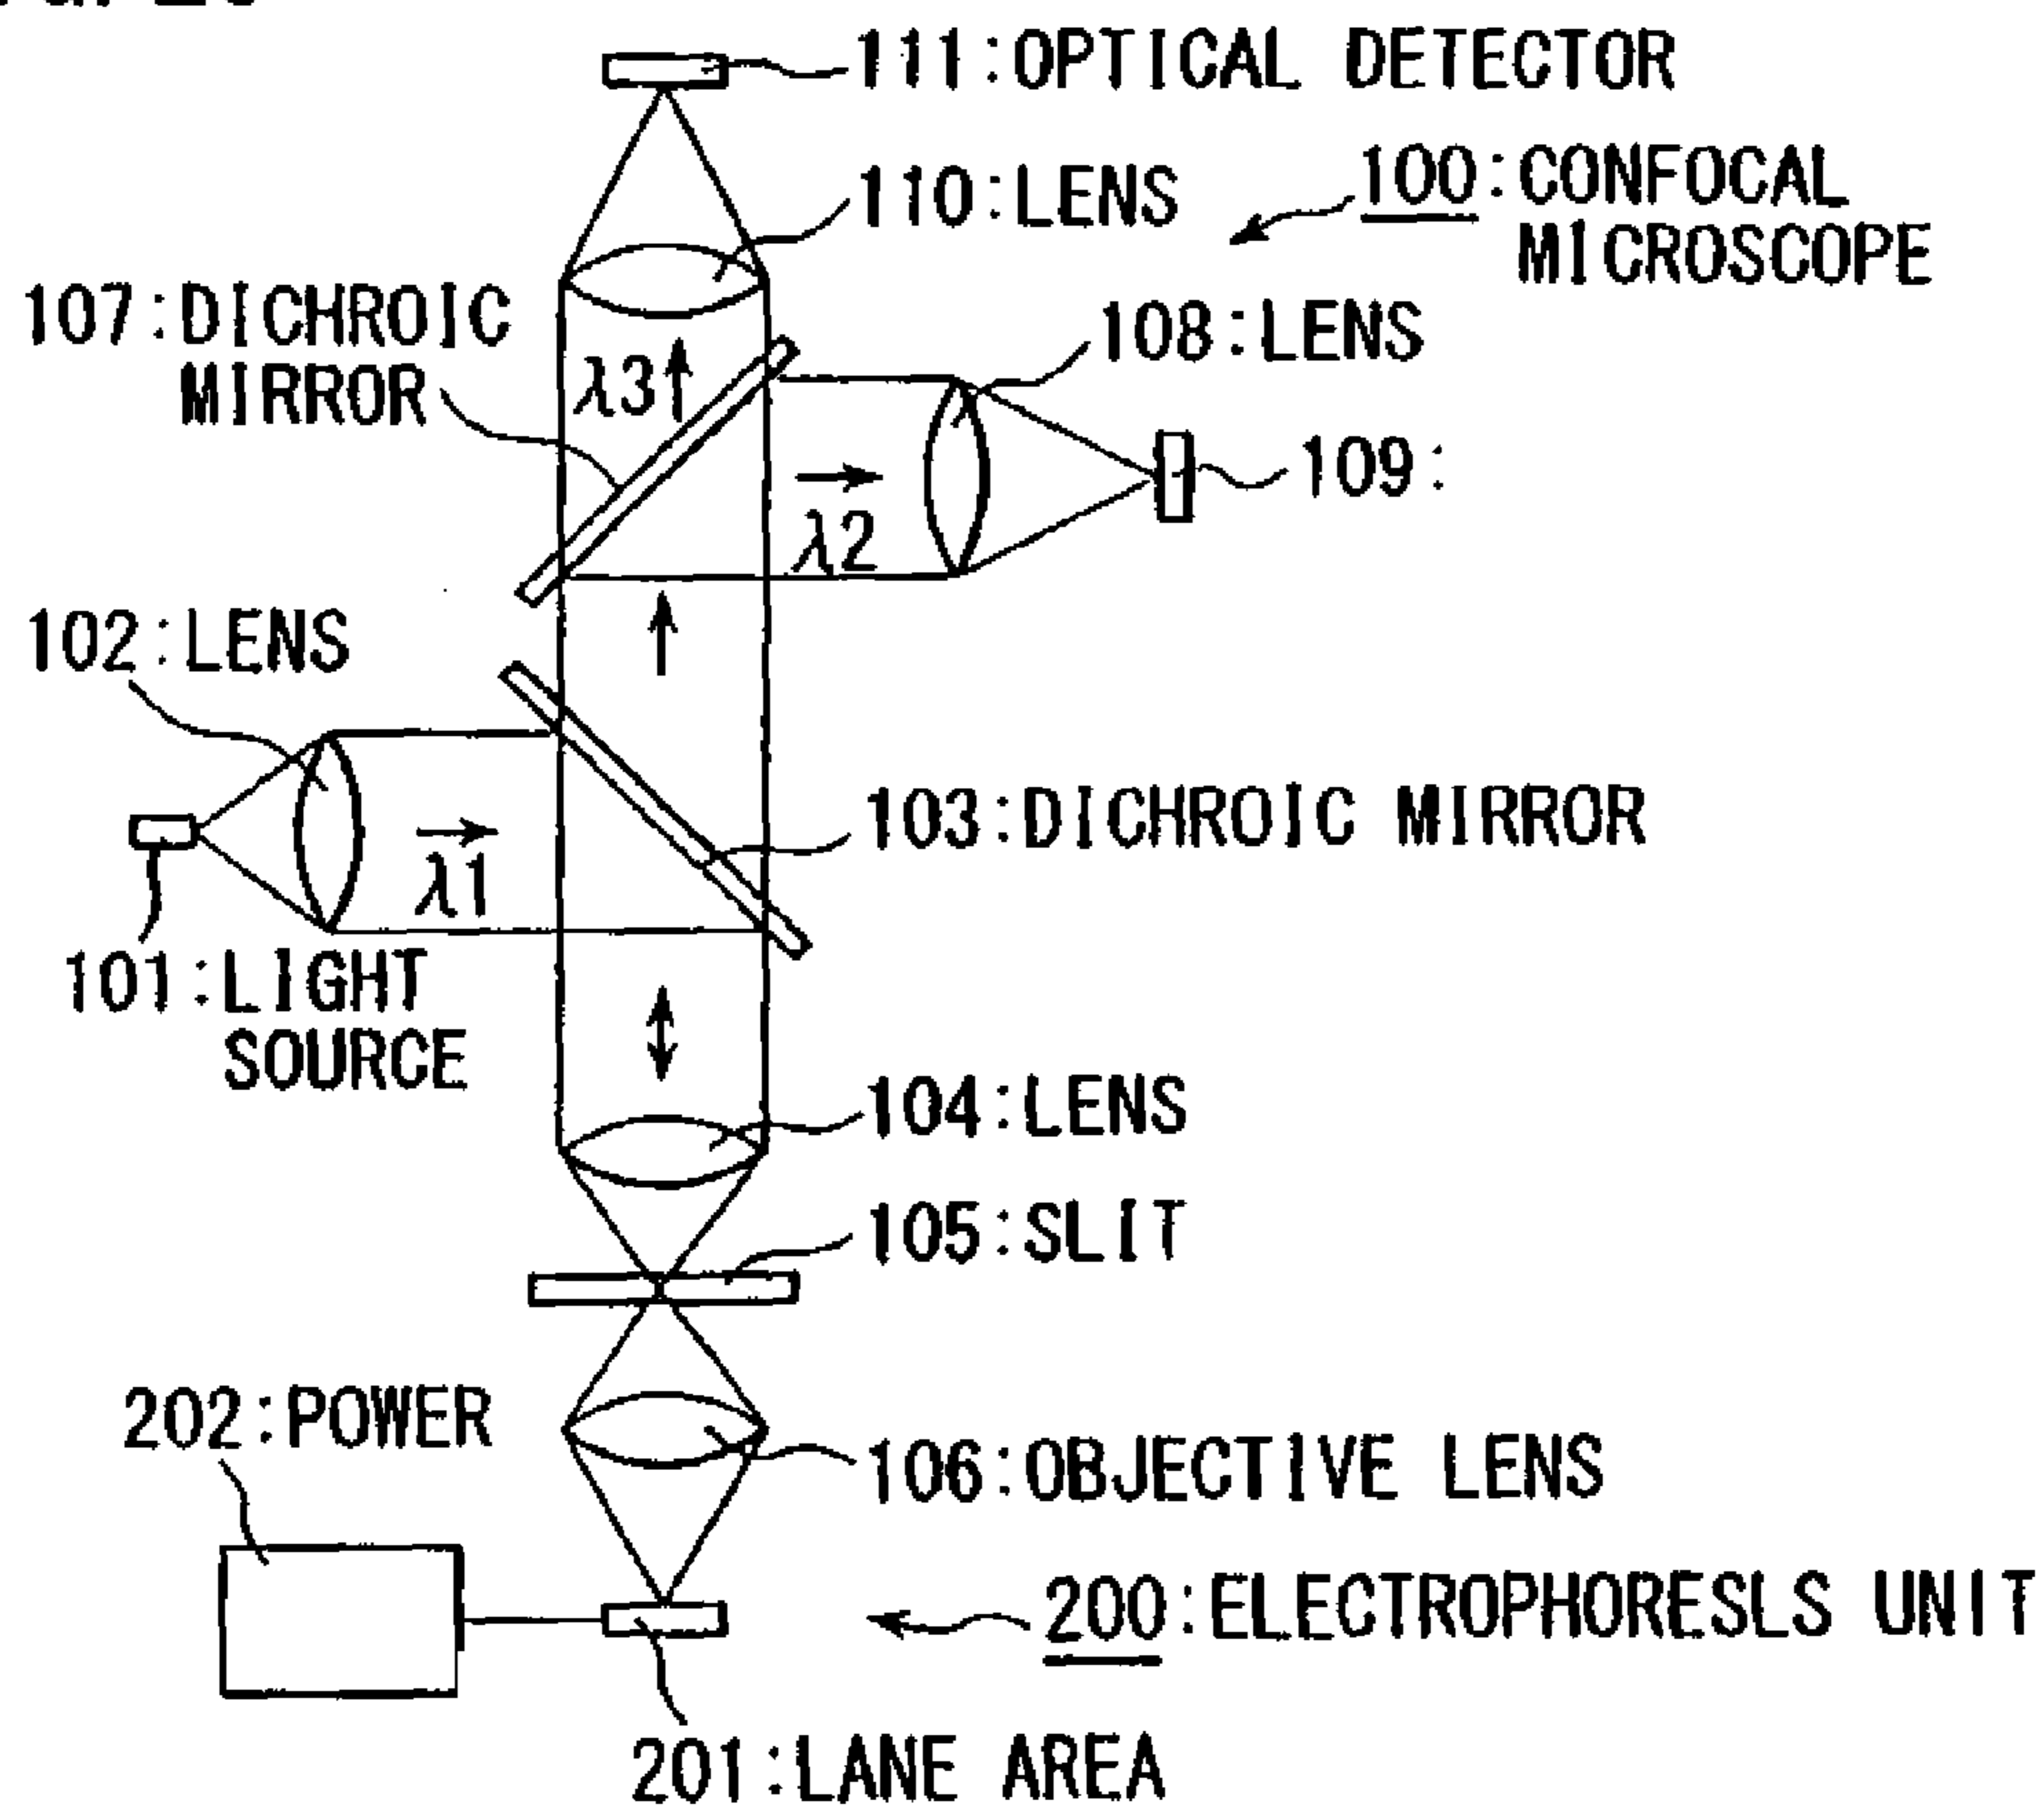 111:OPTICAL DETECTOR
110:LENS
100:CONFOCAL
MICROSCOPE
107:DICHROIC
MIRROR
108:LENS
λ3
109:
λ2
102:LENS
103:DICHROIC MIRROR
λ1
101:LIGHT
SOURCE
104:LENS
105:SLIT
202:POWER
106:OBJECTIVE LENS
200:ELECTROPHORESLS UNIT
201:LANE AREA